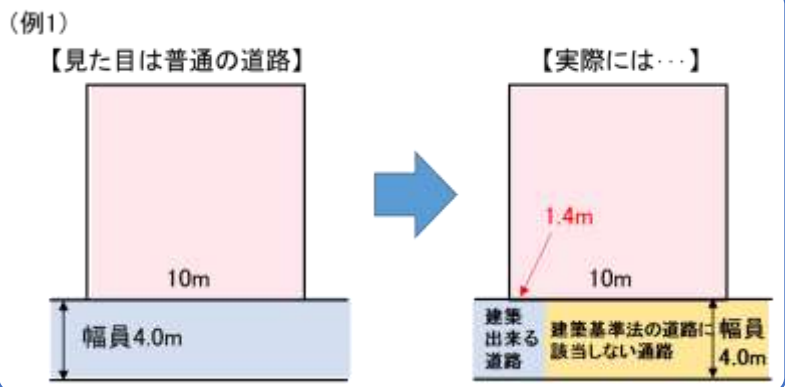 （例1）
【見た目は普通の道路】
10m
幅員4.0m
【実際には･･･】
1.4m
10m
建築
出来る
道路
建築基準法の道路に
該当しない通路
幅員
4.0m